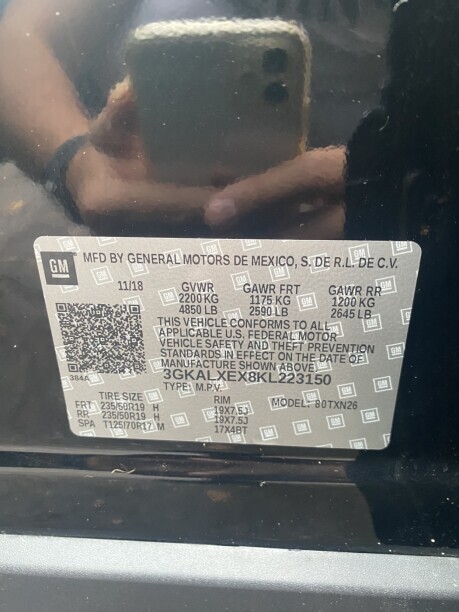 GM MFD BY GENERAL MOTORS DE MEXICO, S. DE R.L. DE C.V.
11/18 GVWR GAWR FRT GAWR RR
2200 KG 1175 KG 1200 KG
4850 LB 2590 LB 2645 LB
THIS VEHICLE CONFORMS TO ALL
APPLICABLE U.S. FEDERAL MOTOR
VEHICLE SAFETY AND THEFT PREVENTION
STANDARDS IN EFFECT ON THE DATE OF
MANUFACTURE SHOWN ABOVE
384A 3GKALXEX8KL223150
TYPE: M.P.V. MODEL: 80TXN26
TIRE SIZE RIM
FRT 235/50R19 H 19X7.5J
RR 235/50R19 H 19X7.5J
SPA T125/70R17 M 17X4BT